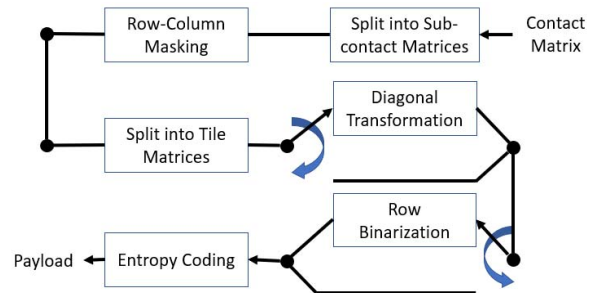 Row-Column
Masking
Split into Sub-
contact Matrices
Contact
Matrix
Split into Tile
Matrices
Diagonal
Transformation
Row
Binarization
Payload
Entropy Coding